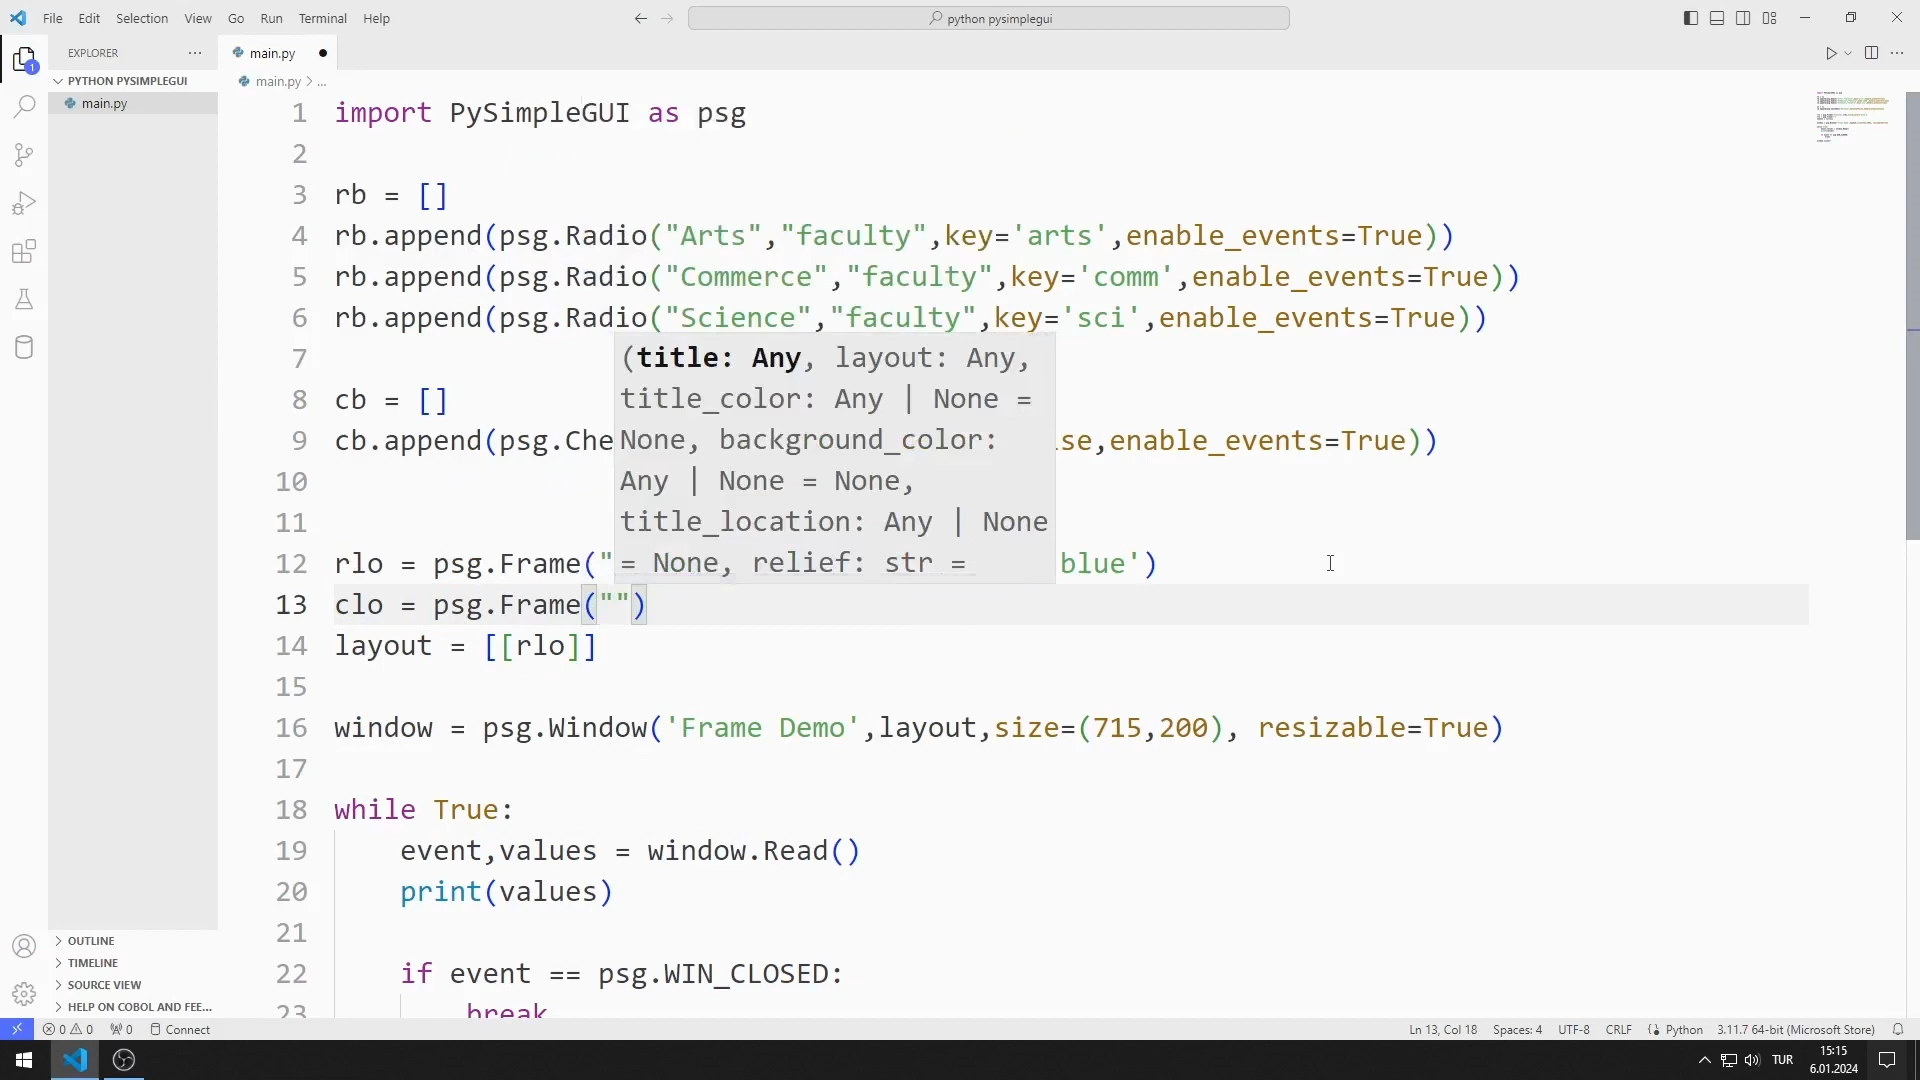 File Edit Selection View Go Run Terminal Help
python pysimplegui
EXPLORER
main.py
PYTHON PYSIMPLEGUI
main.py > ...
main.py
1
1 import PySimpleGUI as psg
2
3 rb = []
4 rb.append(psg.Radio("Arts","faculty",key='arts',enable_events=True))
5 rb.append(psg.Radio("Commerce","faculty",key='comm',enable_events=True))
6 rb.append(psg.Radio("Science","faculty",key='sci',enable_events=True))
7
(title: Any, layout: Any,
title_color: Any | None =
None, background_color:
Any | None = None,
title_location: Any | None
= None, relief: str =
8 cb = []
9 cb.append(psg.Che se,enable_events=True))
10
11
12 rlo = psg.Frame(" blue')
13 clo = psg.Frame("")
14 layout = [[rlo]]
15
16 window = psg.Window('Frame Demo',layout,size=(715,200), resizable=True)
17
18 while True:
19 event,values = window.Read()
20 print(values)
21
22 if event == psg.WIN_CLOSED:
23 break
OUTLINE
TIMELINE
SOURCE VIEW
HELP ON COBOL AND FEE...
0 0 0 Connect
Ln 13, Col 18 Spaces: 4 UTF-8 CRLF Python 3.11.7 64-bit (Microsoft Store)
TUR
15:15
6.01.2024